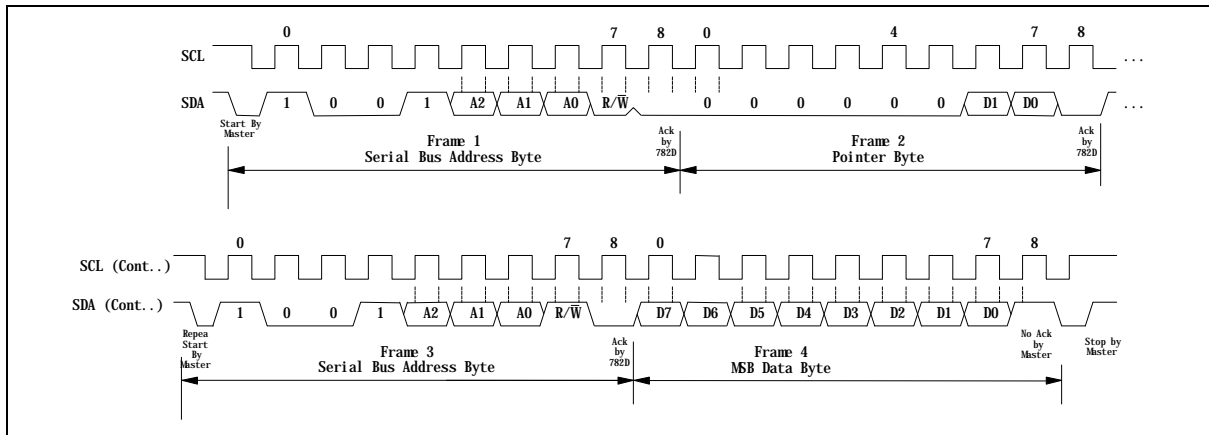 0 7 8 0 4 7 8
SCL ...
SDA 1 0 0 1 A2 A1 A0 R/W̅ 0 0 0 0 0 0 D1 D0 ...
Start By
Master
Frame 1
Serial Bus Address Byte
Ack
by
782D
Frame 2
Pointer Byte
Ack
by
782D
0 7 8 0 7 8
SCL (Cont..)
SDA (Cont..) 1 0 0 1 A2 A1 A0 R/W̅ D7 D6 D5 D4 D3 D2 D1 D0
Repea
Start
By
Master
Frame 3
Serial Bus Address Byte
Ack
by
782D
Frame 4
MSB Data Byte
No Ack
by
Master
Stop by
Master